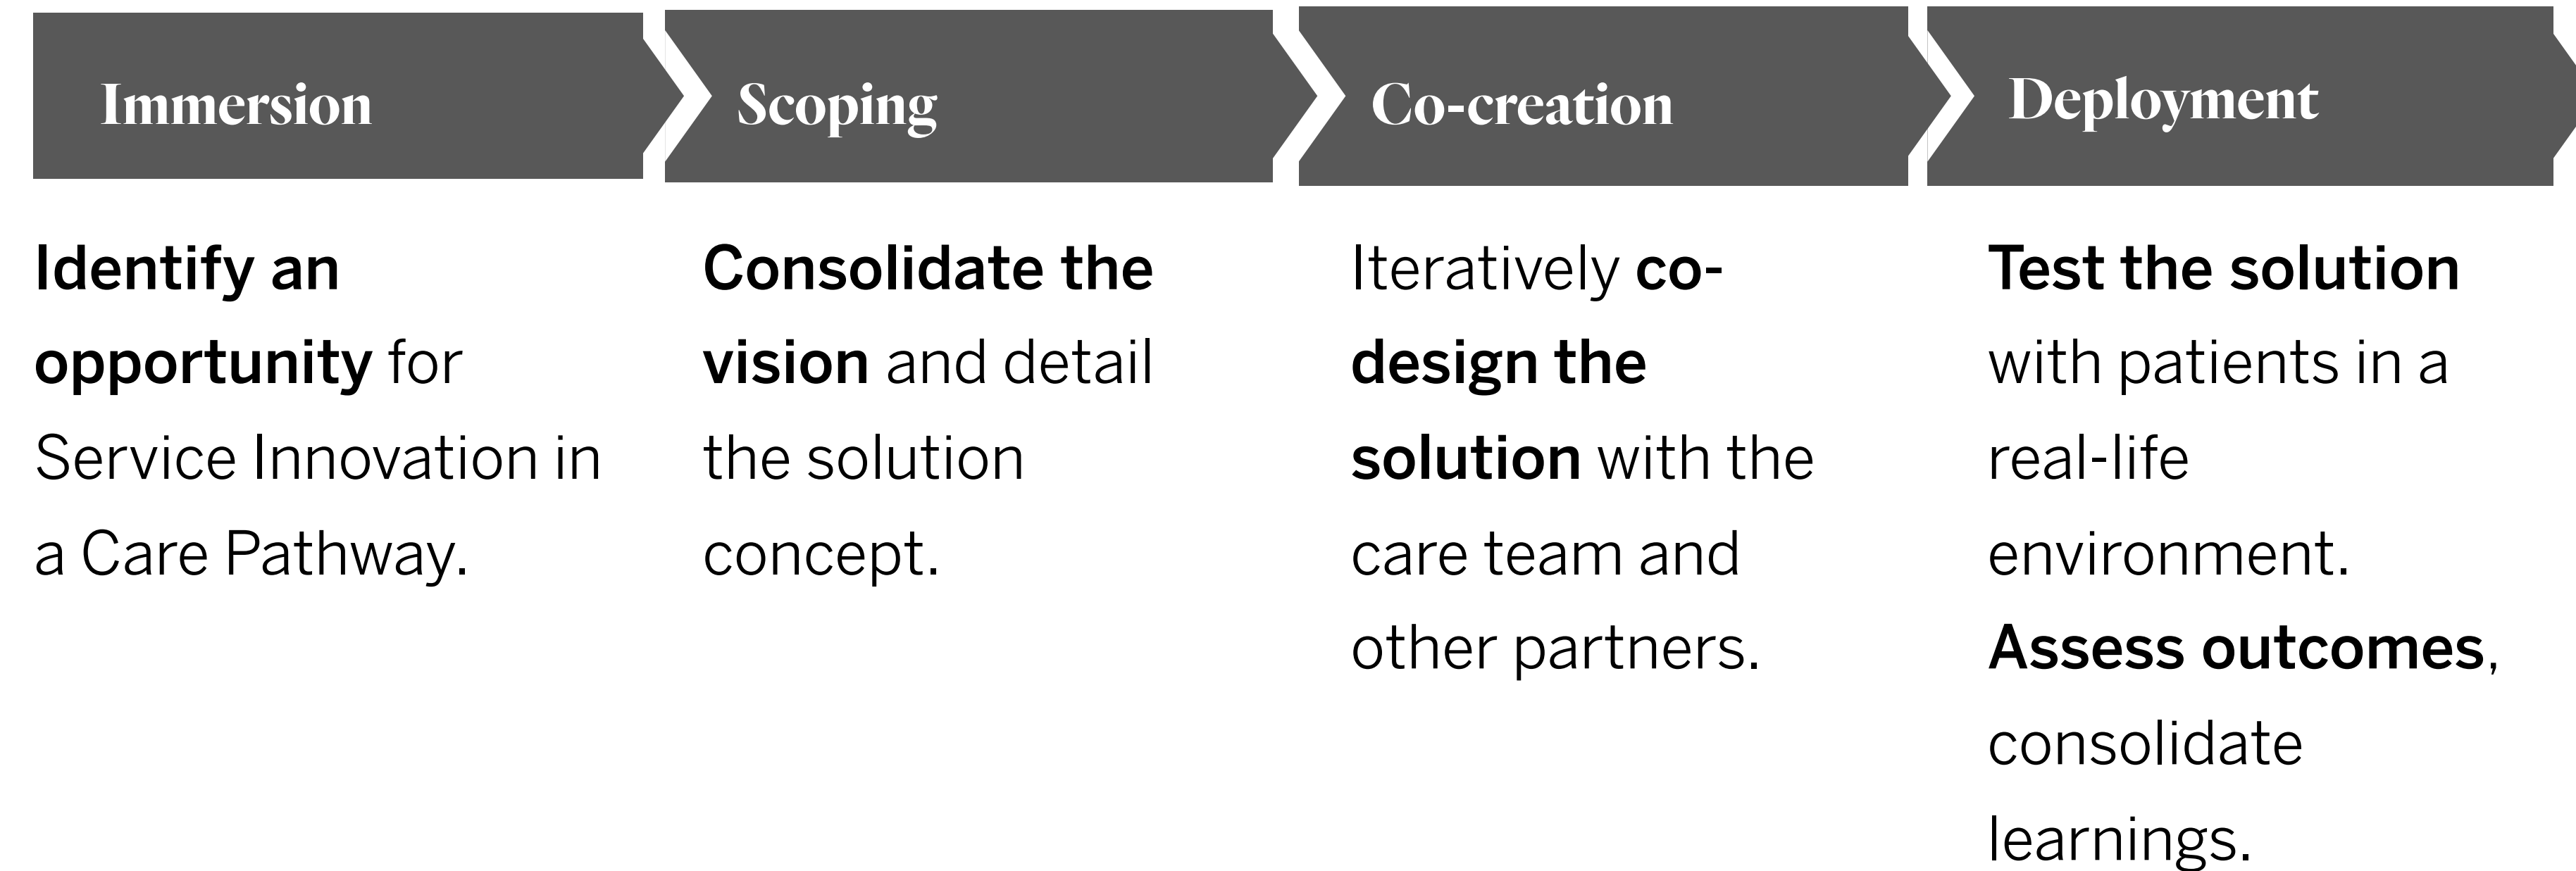 Immersion
Scoping
Co-creation
Deployment
Identify an
opportunity for
Service Innovation in
a Care Pathway.
Consolidate the
vision and detail
the solution
concept.
Iteratively co-
design the
solution with the
care team and
other partners.
Test the solution
with patients in a
real-life
environment.
Assess outcomes,
consolidate
learnings.